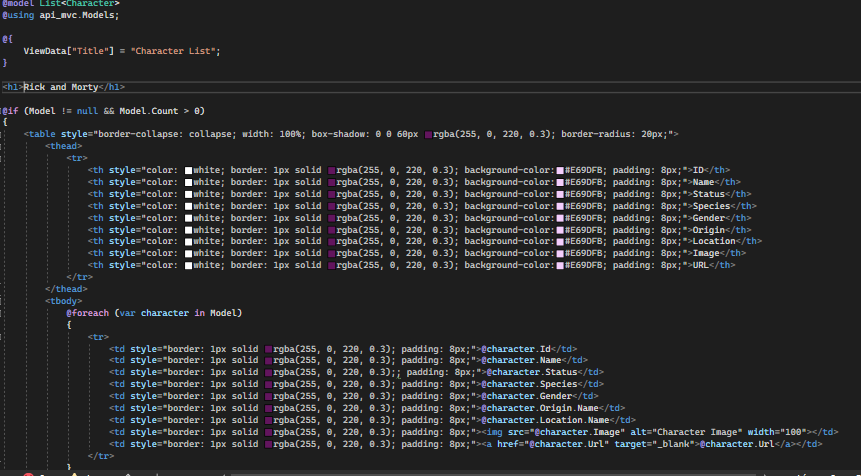 @model List<Character>
@using api_mvc.Models;
@{
ViewData["Title"] = "Character List";
}
<h1>Rick and Morty</h1>
@if (Model != null && Model.Count > 0)
{
<table style="border-collapse: collapse; width: 100%; box-shadow: 0 0 60px rgba(255, 0, 220, 0.3); border-radius: 20px;">
<thead>
<tr>
<th style="color: white; border: 1px solid rgba(255, 0, 220, 0.3); background-color:#E69DFB; padding: 8px;">ID</th>
<th style="color: white; border: 1px solid rgba(255, 0, 220, 0.3); background-color:#E69DFB; padding: 8px;">Name</th>
<th style="color: white; border: 1px solid rgba(255, 0, 220, 0.3); background-color:#E69DFB; padding: 8px;">Status</th>
<th style="color: white; border: 1px solid rgba(255, 0, 220, 0.3); background-color:#E69DFB; padding: 8px;">Species</th>
<th style="color: white; border: 1px solid rgba(255, 0, 220, 0.3); background-color:#E69DFB; padding: 8px;">Gender</th>
<th style="color: white; border: 1px solid rgba(255, 0, 220, 0.3); background-color:#E69DFB; padding: 8px;">Origin</th>
<th style="color: white; border: 1px solid rgba(255, 0, 220, 0.3); background-color:#E69DFB; padding: 8px;">Location</th>
<th style="color: white; border: 1px solid rgba(255, 0, 220, 0.3); background-color:#E69DFB; padding: 8px;">Image</th>
<th style="color: white; border: 1px solid rgba(255, 0, 220, 0.3); background-color:#E69DFB; padding: 8px;">URL</th>
</tr>
</thead>
<tbody>
@foreach (var character in Model)
{
<tr>
<td style="border: 1px solid rgba(255, 0, 220, 0.3); padding: 8px;">@character.Id</td>
<td style="border: 1px solid rgba(255, 0, 220, 0.3); padding: 8px;">@character.Name</td>
<td style="border: 1px solid rgba(255, 0, 220, 0.3);; padding: 8px;">@character.Status</td>
<td style="border: 1px solid rgba(255, 0, 220, 0.3); padding: 8px;">@character.Species</td>
<td style="border: 1px solid rgba(255, 0, 220, 0.3); padding: 8px;">@character.Gender</td>
<td style="border: 1px solid rgba(255, 0, 220, 0.3); padding: 8px;">@character.Origin.Name</td>
<td style="border: 1px solid rgba(255, 0, 220, 0.3); padding: 8px;">@character.Location.Name</td>
<td style="border: 1px solid rgba(255, 0, 220, 0.3); padding: 8px;"><img src="@character.Image" alt="Character Image" width="100"></td>
<td style="border: 1px solid rgba(255, 0, 220, 0.3); padding: 8px;"><a href="@character.Url" target="_blank">@character.Url</a></td>
</tr>
}